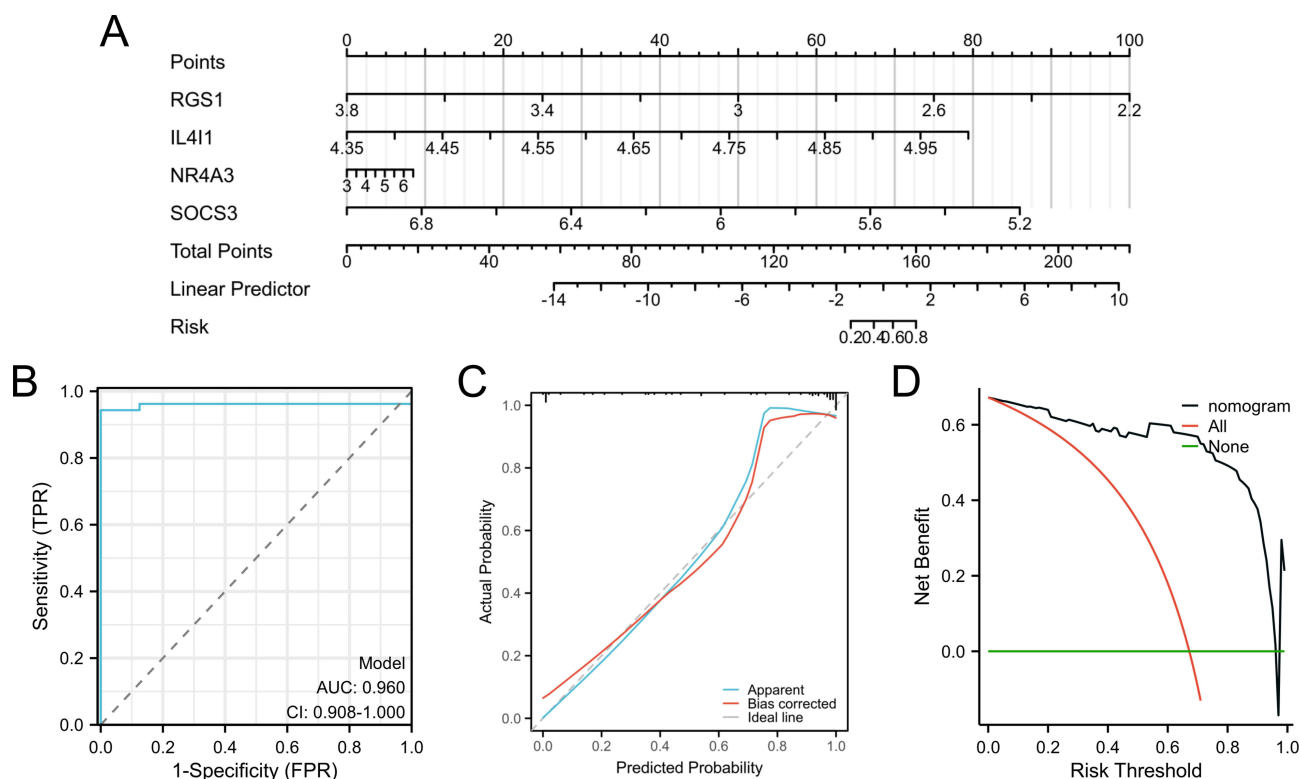 A
0 20 40 60 80 100
Points
RGS1
3.8 3.4 3 2.6 2.2
IL4I1
4.35 4.45 4.55 4.65 4.75 4.85 4.95
NR4A3
3 4 5 6
SOCS3
6.8 6.4 6 5.6 5.2
Total Points
0 40 80 120 160 200
Linear Predictor
-14 -10 -6 -2 2 6 10
Risk
0.2 0.4 0.6 0.8
B
1.0
0.8
0.6
0.4
0.2
0.0
Sensitivity (TPR)
Model
AUC: 0.960
CI: 0.908-1.000
0.0 0.2 0.4 0.6 0.8 1.0
1-Specificity (FPR)
C
1.0
0.8
0.6
0.4
0.2
0.0
Actual Probability
Apparent
Bias corrected
Ideal line
0.0 0.2 0.4 0.6 0.8 1.0
Predicted Probability
D
nomogram
All
None
0.6
0.4
0.2
0.0
Net Benefit
0.0 0.2 0.4 0.6 0.8 1.0
Risk Threshold